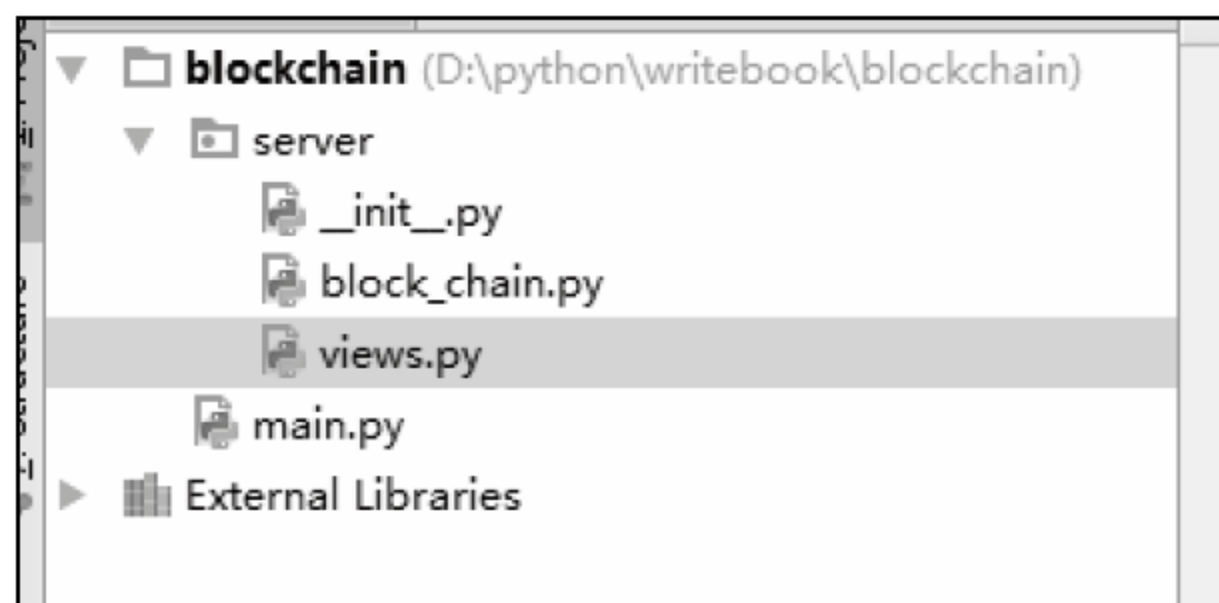 blockchain (D:\python\writebook\blockchain)
server
__init__.py
block_chain.py
views.py
main.py
External Libraries